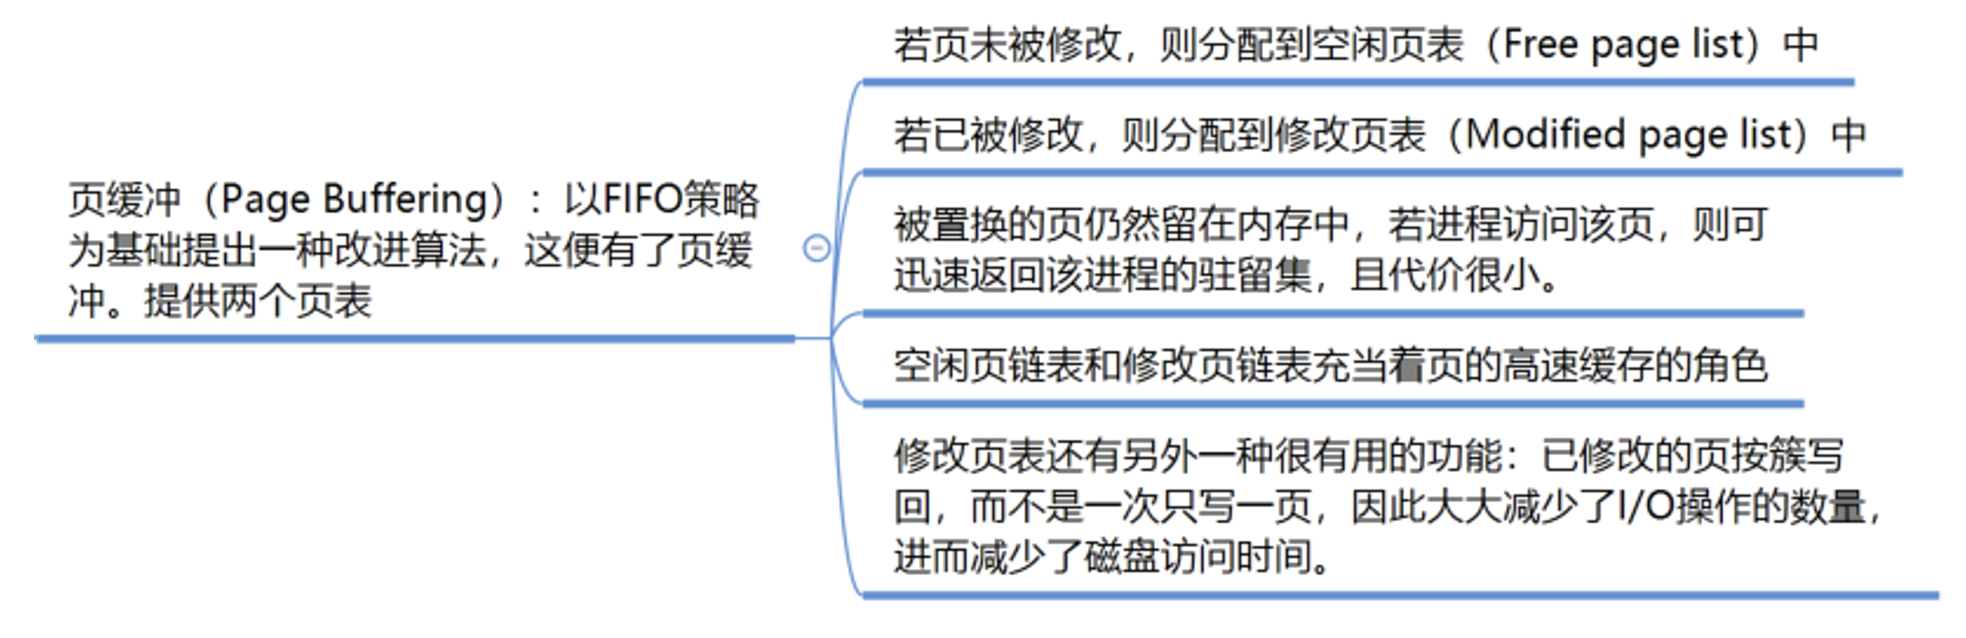 页缓冲（Page Buffering）：以FIFO策略
为基础提出一种改进算法，这便有了页缓
冲。提供两个页表
若页未被修改，则分配到空闲页表（Free page list）中
若已被修改，则分配到修改页表（Modified page list）中
被置换的页仍然留在内存中，若进程访问该页，则可
迅速返回该进程的驻留集，且代价很小。
空闲页链表和修改页链表充当着页的高速缓存的角色
修改页表还有另外一种很有用的功能：已修改的页按簇写
回，而不是一次只写一页，因此大大减少了I/O操作的数量，
进而减少了磁盘访问时间。